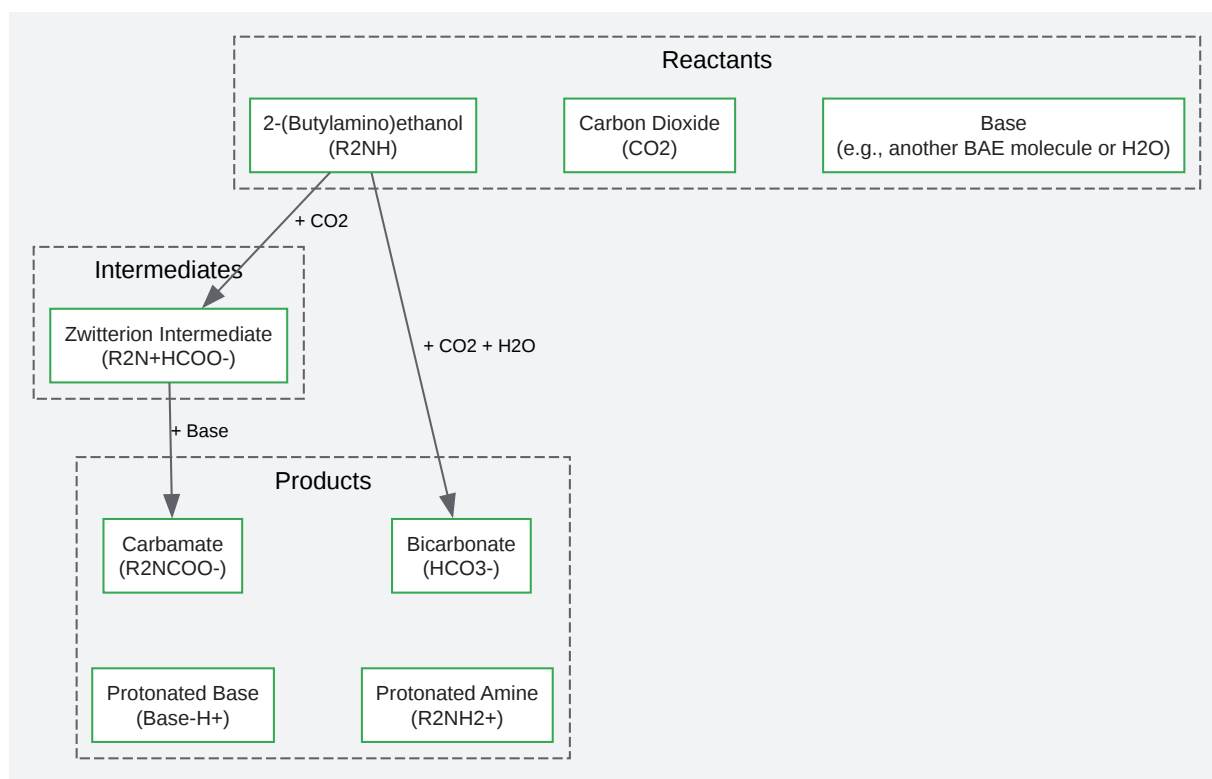 Reactants
2-(Butylamino)ethanol
(R2NH)
Carbon Dioxide
(CO2)
Base
(e.g., another BAE molecule or H2O)
+ CO2
Intermediates
Zwitterion Intermediate
(R2N+HCOO-)
+ CO2 + H2O
+ Base
Products
Carbamate
(R2NCOO-)
Bicarbonate
(HCO3-)
Protonated Base
(Base-H+)
Protonated Amine
(R2NH2+)